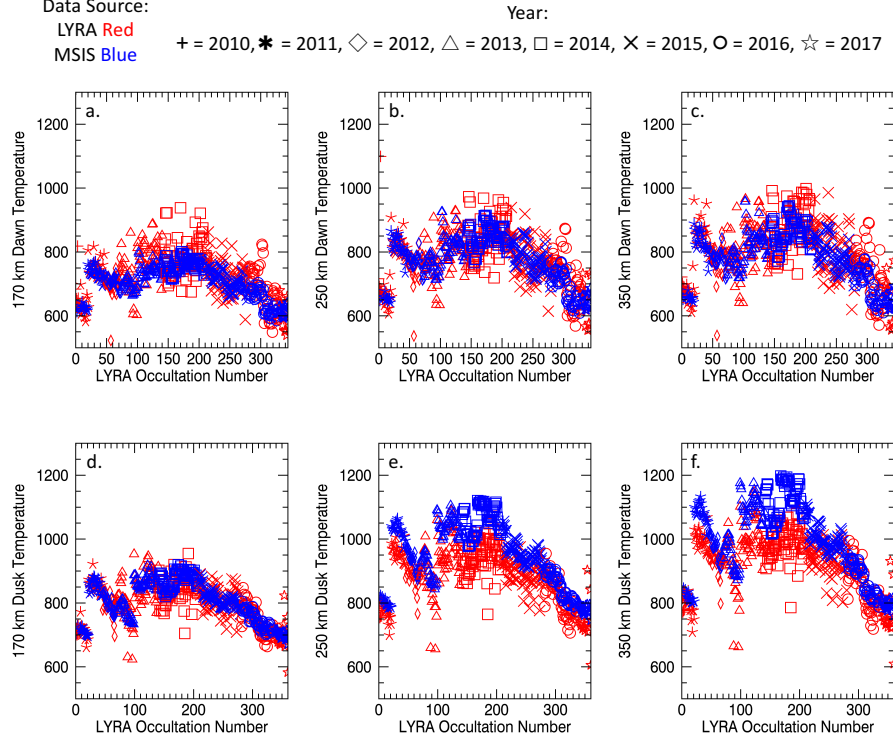 Data Source:
LYRA Red
MSIS Blue
Year:
+ = 2010, ✱ = 2011, ◇ = 2012, △ = 2013, □ = 2014, × = 2015, ○ = 2016, ☆ = 2017
a.
1200
1000
800
600
170 km Dawn Temperature
0 50 100 150 200 250 300
LYRA Occultation Number
b.
1200
1000
800
600
250 km Dawn Temperature
0 50 100 150 200 250 300
LYRA Occultation Number
c.
1200
1000
800
600
350 km Dawn Temperature
0 50 100 150 200 250 300
LYRA Occultation Number
d.
1200
1000
800
600
170 km Dusk Temperature
0 100 200 300
LYRA Occultation Number
e.
1200
1000
800
600
250 km Dusk Temperature
0 100 200 300
LYRA Occultation Number
f.
1200
1000
800
600
350 km Dusk Temperature
0 100 200 300
LYRA Occultation Number